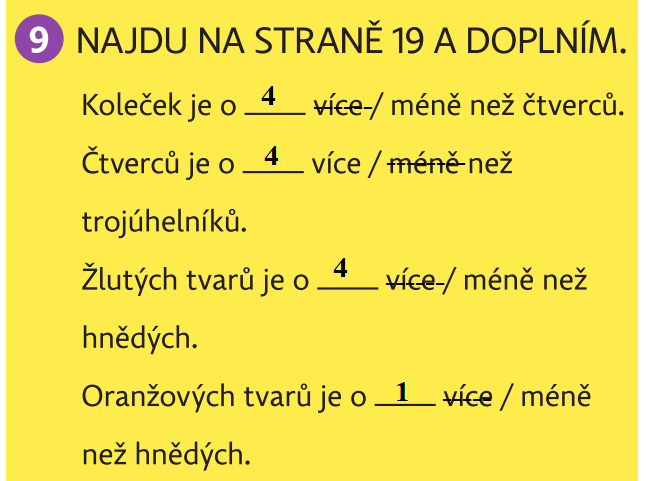 9 NAJDU NA STRANĚ 19 A DOPLNÍM.
Koleček je o 4 více / méně než čtverců.
Čtverců je o 4 více / méně než
trojúhelníků.
Žlutých tvarů je o 4 více / méně než
hnědých.
Oranžových tvarů je o 1 více / méně
než hnědých.